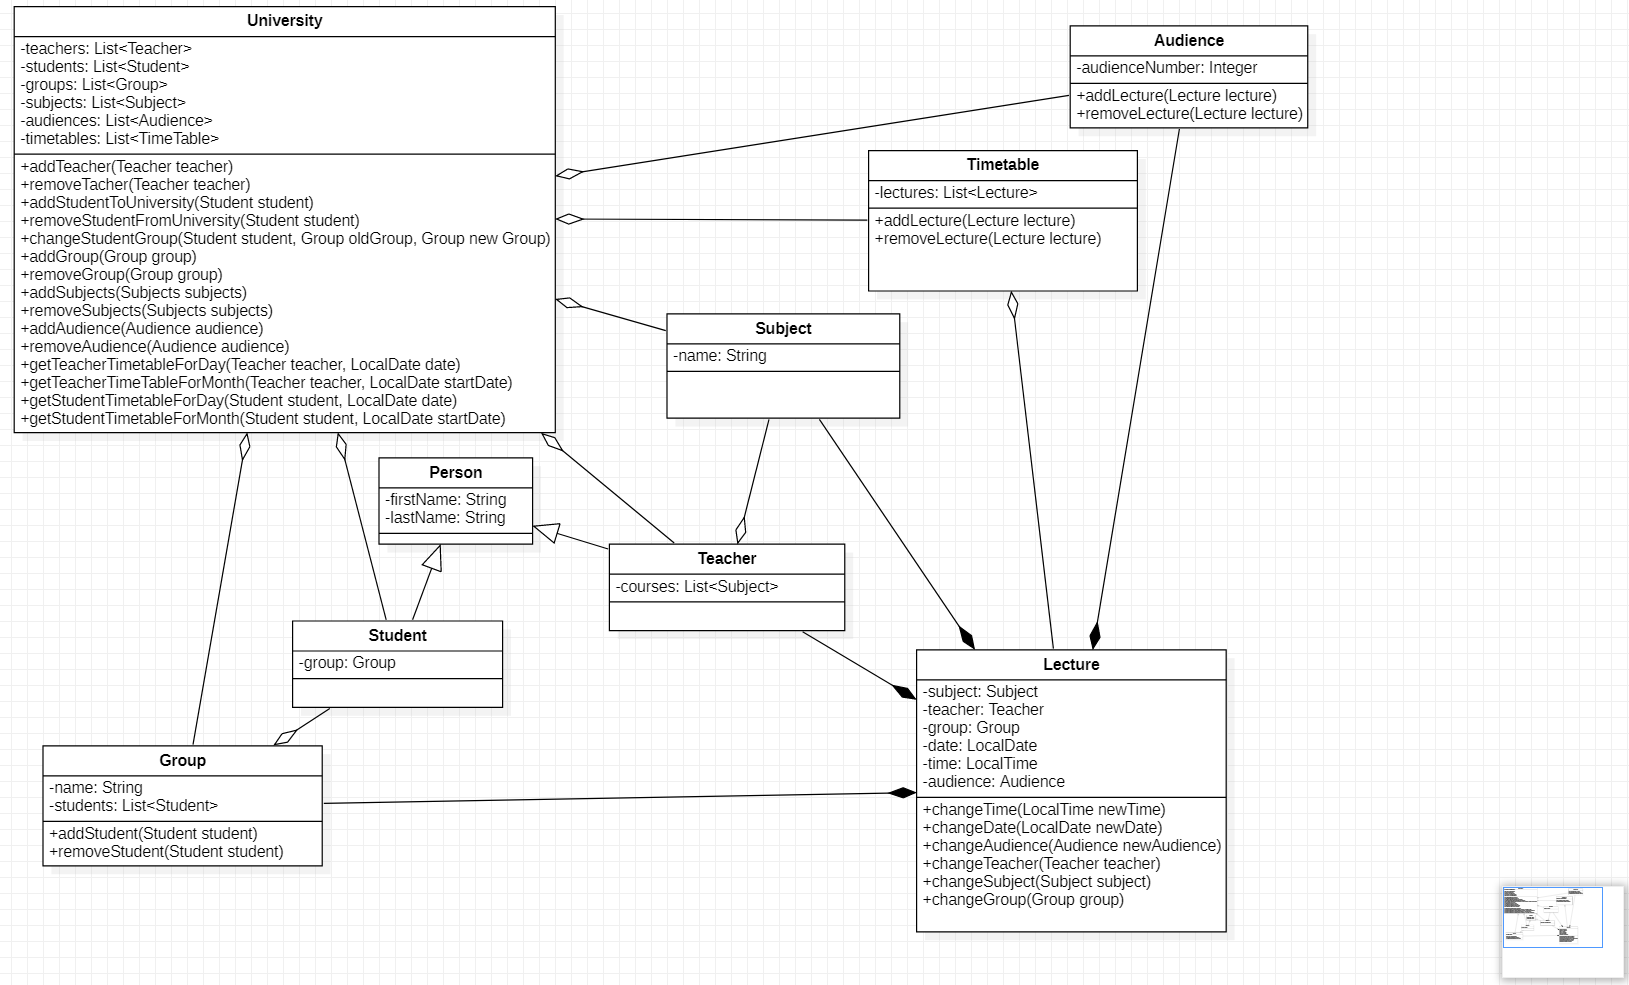 University
-teachers: List<Teacher>
-students: List<Student>
-groups: List<Group>
-subjects: List<Subject>
-audiences: List<Audience>
-timetables: List<TimeTable>
+addTeacher(Teacher teacher)
+removeTacher(Teacher teacher)
+addStudentToUniversity(Student student)
+removeStudentFromUniversity(Student student)
+changeStudentGroup(Student student, Group oldGroup, Group new Group)
+addGroup(Group group)
+removeGroup(Group group)
+addSubjects(Subjects subjects)
+removeSubjects(Subjects subjects)
+addAudience(Audience audience)
+removeAudience(Audience audience)
+getTeacherTimetableForDay(Teacher teacher, LocalDate date)
+getTeacherTimeTableForMonth(Teacher teacher, LocalDate startDate)
+getStudentTimetableForDay(Student student, LocalDate date)
+getStudentTimetableForMonth(Student student, LocalDate startDate)
Audience
-audienceNumber: Integer
+addLecture(Lecture lecture)
+removeLecture(Lecture lecture)
Timetable
-lectures: List<Lecture>
+addLecture(Lecture lecture)
+removeLecture(Lecture lecture)
Subject
-name: String
Person
-firstName: String
-lastName: String
Teacher
-courses: List<Subject>
Student
-group: Group
Group
-name: String
-students: List<Student>
+addStudent(Student student)
+removeStudent(Student student)
Lecture
-subject: Subject
-teacher: Teacher
-group: Group
-date: LocalDate
-time: LocalTime
-audience: Audience
+changeTime(LocalTime newTime)
+changeDate(LocalDate newDate)
+changeAudience(Audience newAudience)
+changeTeacher(Teacher teacher)
+changeSubject(Subject subject)
+changeGroup(Group group)